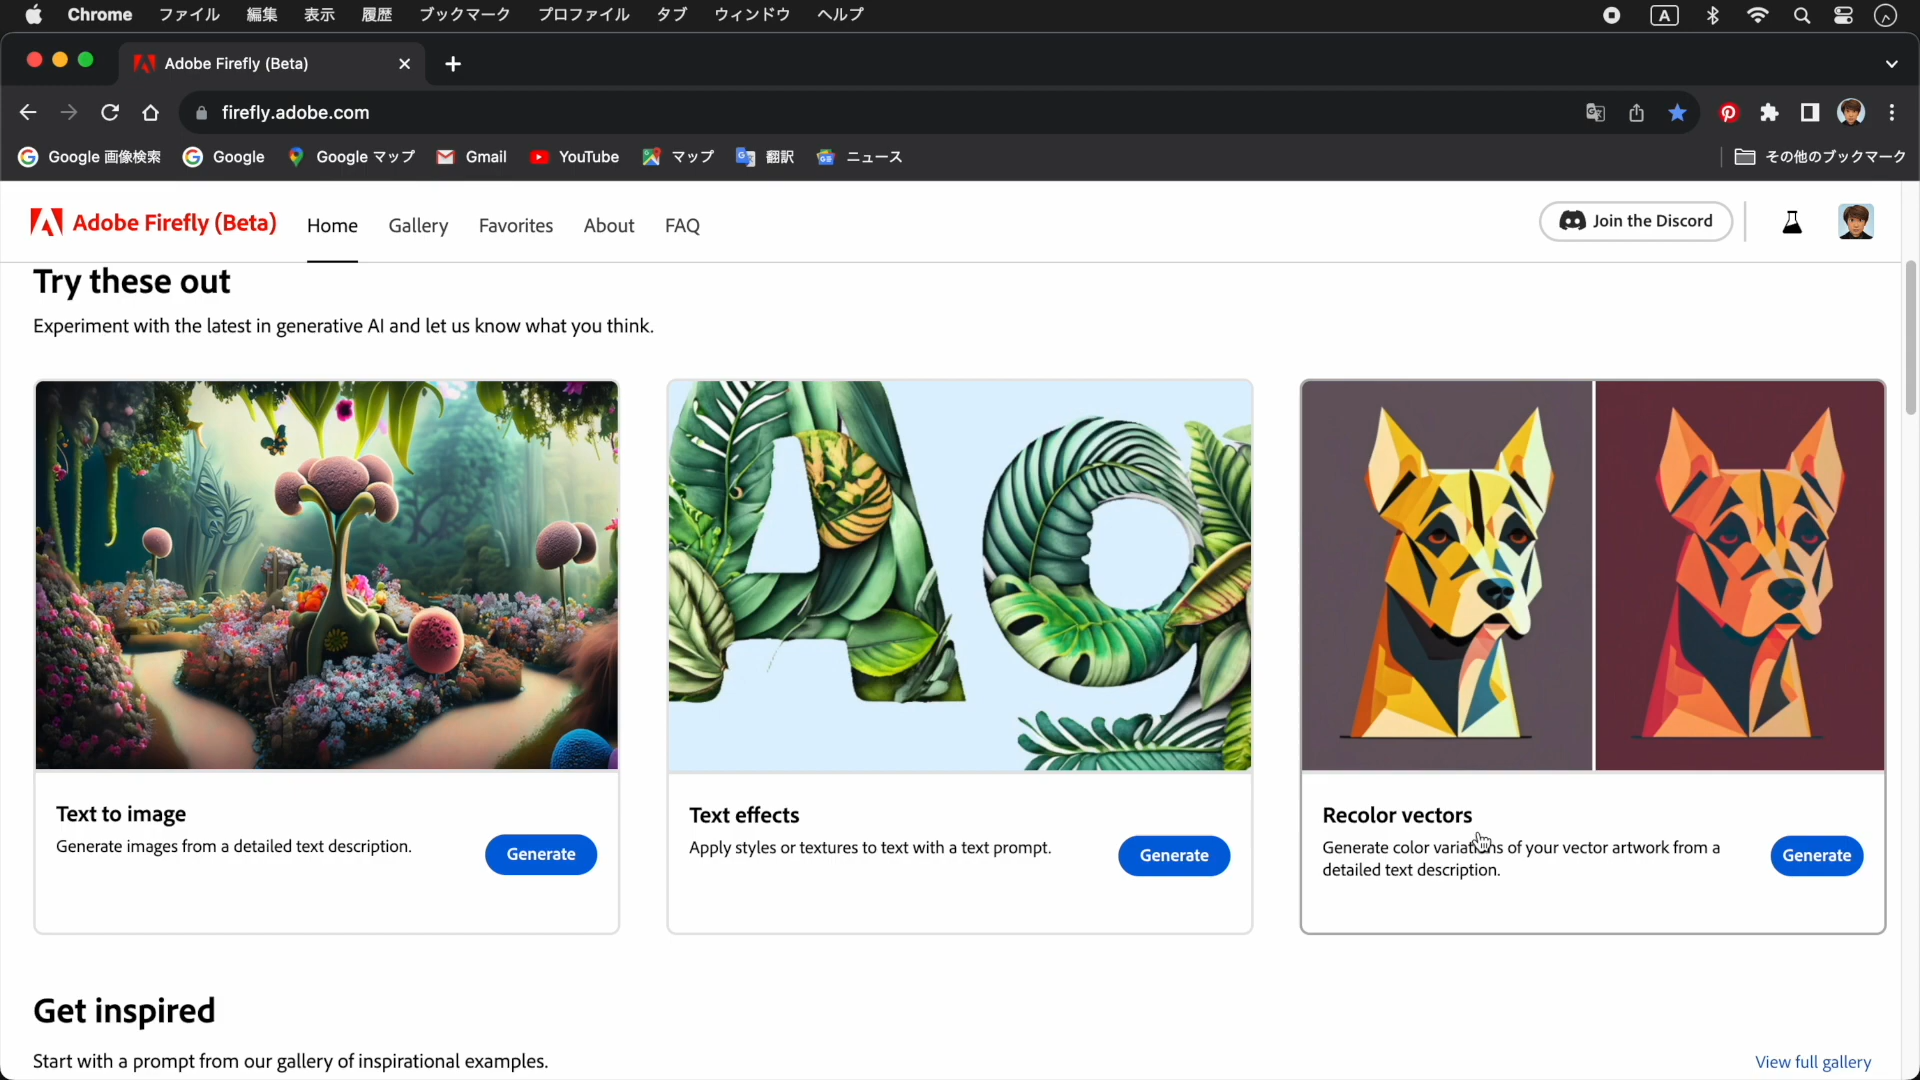 Chrome ファイル 編集 表示 履歴 ブックマーク プロファイル タブ ウィンドウ ヘルプ A
Adobe Firefly (Beta)
firefly.adobe.com
Google 画像検索 Google Google マップ Gmail YouTube マップ 翻訳 ニュース その他のブックマーク
Adobe Firefly (Beta) Home Gallery Favorites About FAQ Join the Discord
Try these out
Experiment with the latest in generative AI and let us know what you think.
Ag
Text to image
Generate images from a detailed text description.
Generate
Text effects
Apply styles or textures to text with a text prompt.
Generate
Recolor vectors
Generate color variations of your vector artwork from a
detailed text description.
Generate
Get inspired
Start with a prompt from our gallery of inspirational examples.
View full gallery